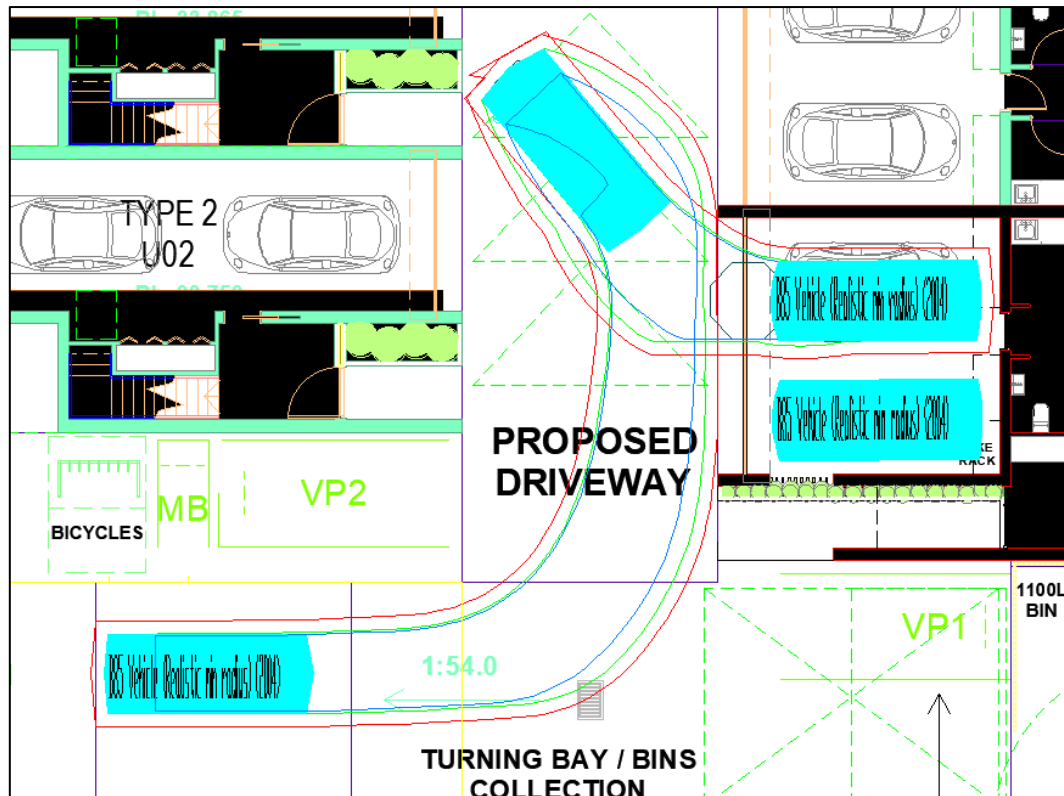 TYPE 2
U02
B85 Vehicle (Realistic min radius) (2004)
B85 Vehicle (Realistic min radius) (2004)
PROPOSED
DRIVEWAY
RACK
BICYCLES
MB
VP2
1100L
BIN
VP1
B85 Vehicle (Realistic min radius) (2004)
1:54.0
TURNING BAY / BINS
COLLECTION